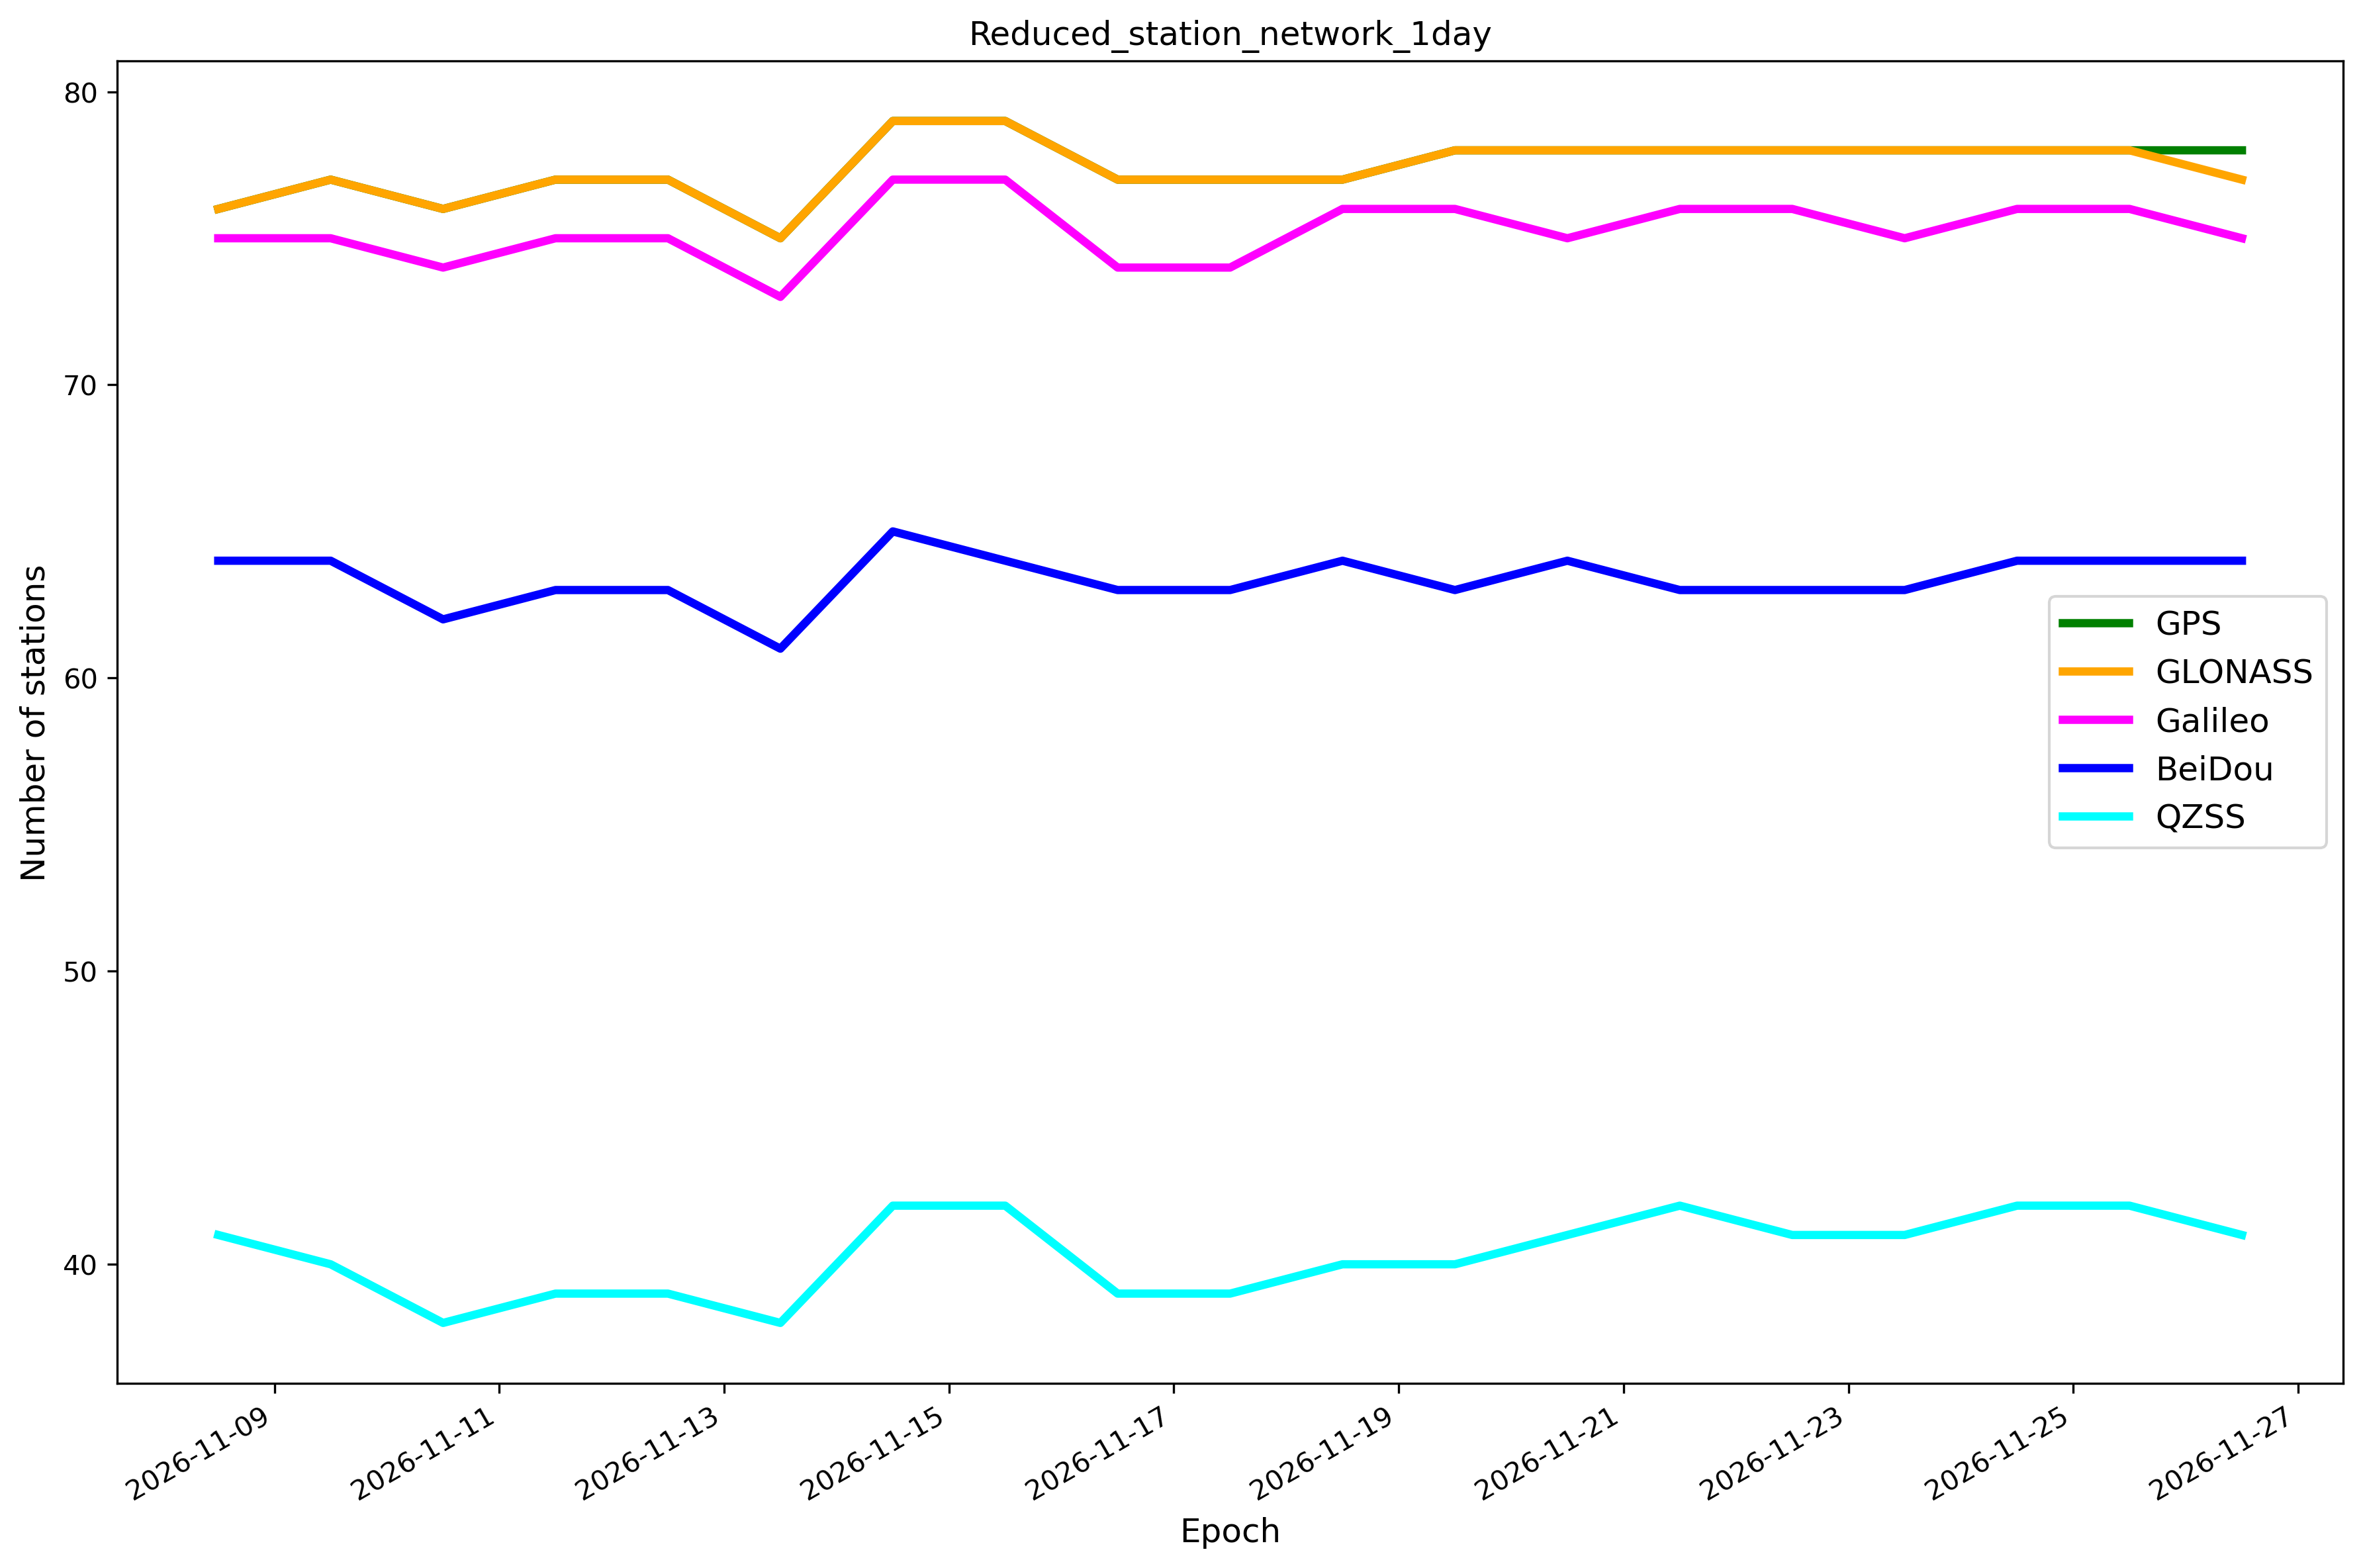 Reduced_station_network_1day
80
70
60
50
40
Number of stations
GPS
GLONASS
Galileo
BeiDou
QZSS
2026-11-09
2026-11-11
2026-11-13
2026-11-15
2026-11-17
2026-11-19
2026-11-21
2026-11-23
2026-11-25
2026-11-27
Epoch